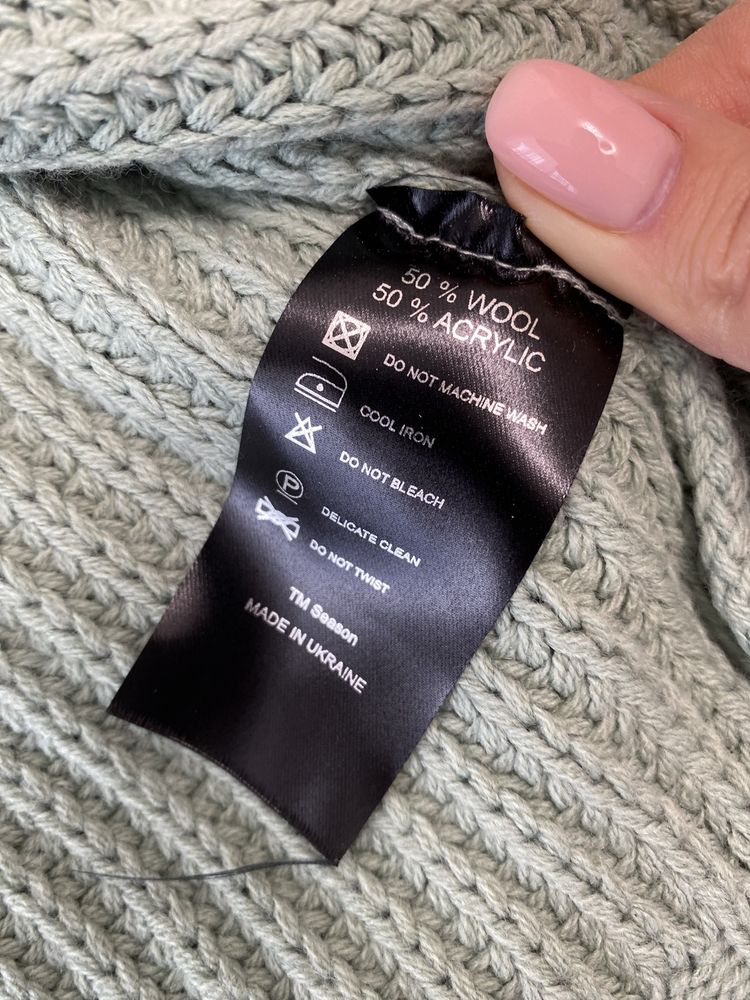 50 % WOOL
50 % ACRYLIC
DO NOT MACHINE WASH
COOL IRON
DO NOT BLEACH
P
DELICATE CLEAN
DO NOT TWIST
TM Season
MADE IN UKRAINE